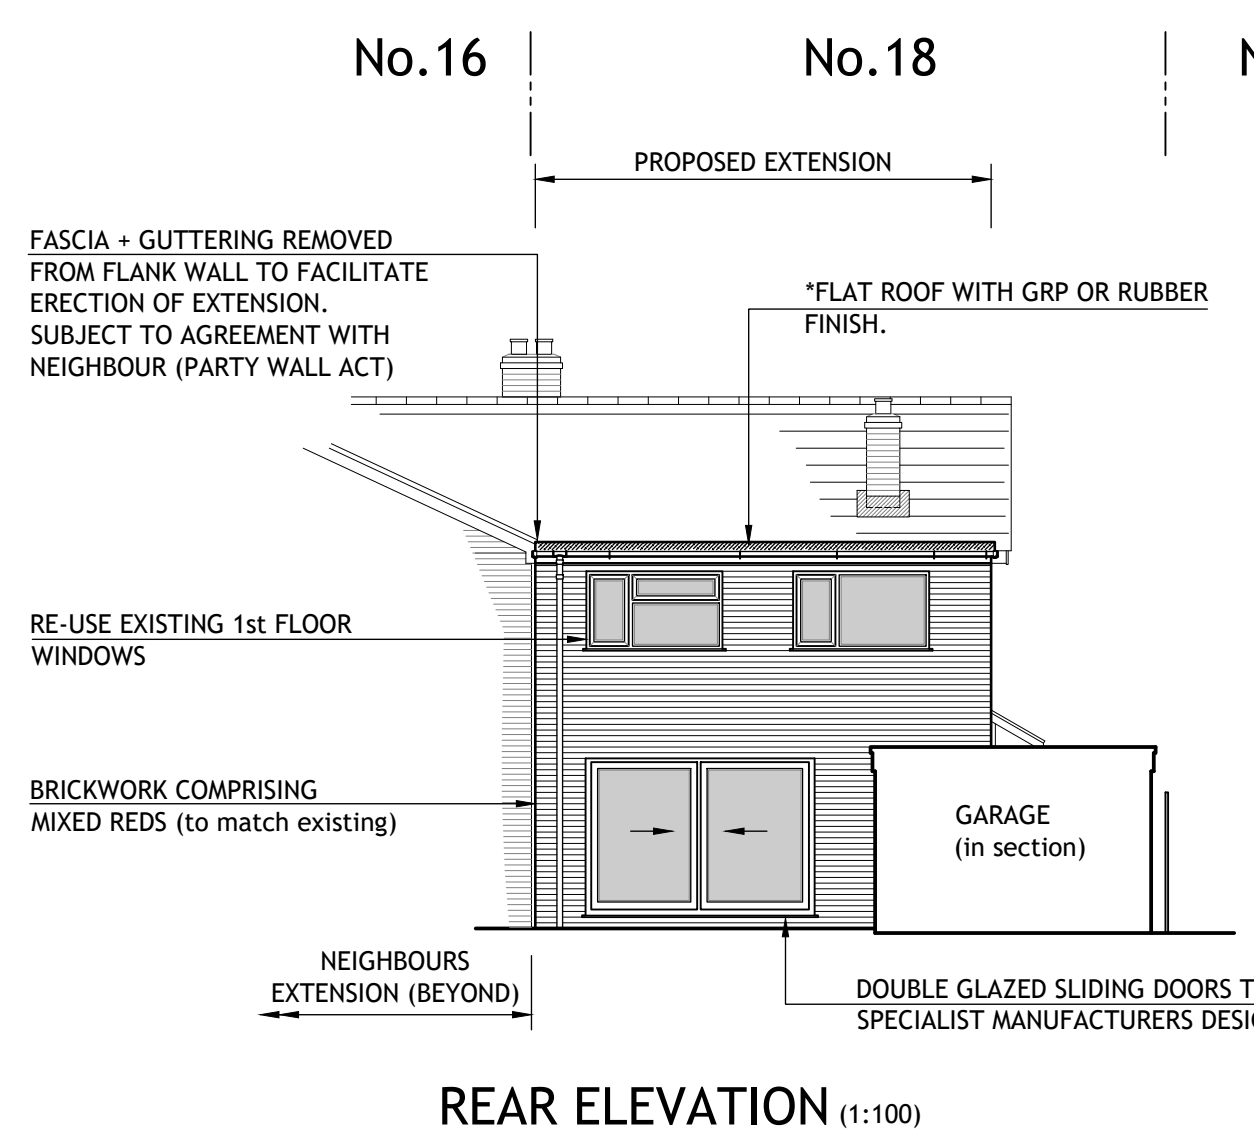 No.16
No.18
PROPOSED EXTENSION
FASCIA + GUTTERING REMOVED
FROM FLANK WALL TO FACILITATE
ERECTION OF EXTENSION.
SUBJECT TO AGREEMENT WITH
NEIGHBOUR (PARTY WALL ACT)
*FLAT ROOF WITH GRP OR RUBBER
FINISH.
RE-USE EXISTING 1st FLOOR
WINDOWS
BRICKWORK COMPRISING
MIXED REDS (to match existing)
GARAGE
(in section)
NEIGHBOURS
EXTENSION (BEYOND)
DOUBLE GLAZED SLIDING DOORS
SPECIALIST MANUFACTURERS
REAR ELEVATION (1:100)